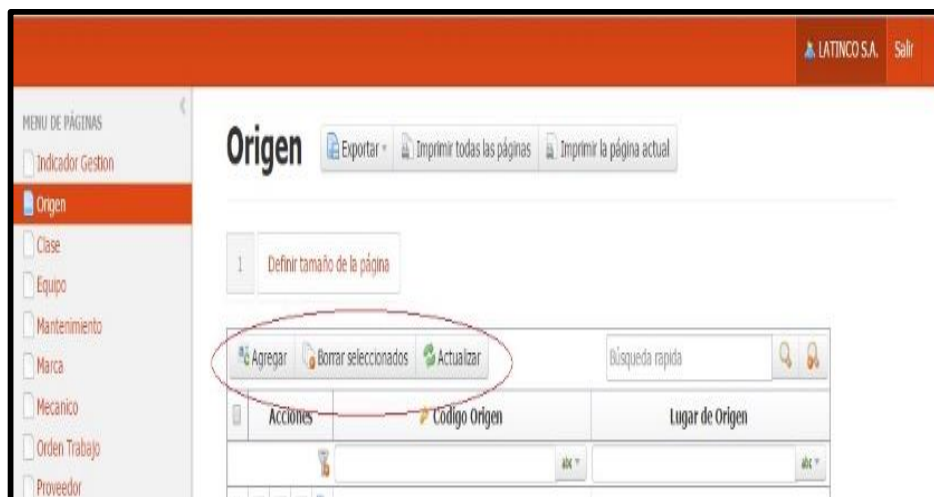 LATINCO S.A. Salir
MENU DE PÁGINAS
Indicador Gestion
Origen
Clase
Equipo
Mantenimiento
Marca
Mecanico
Orden Trabajo
Proveedor
Origen
Exportar
Imprimir todas las páginas
Imprimir la página actual
1
Definir tamaño de la página
Agregar
Borrar seleccionados
Actualizar
Búsqueda rapida
Acciones
Codigo Origen
Lugar de Origen
abc
abc